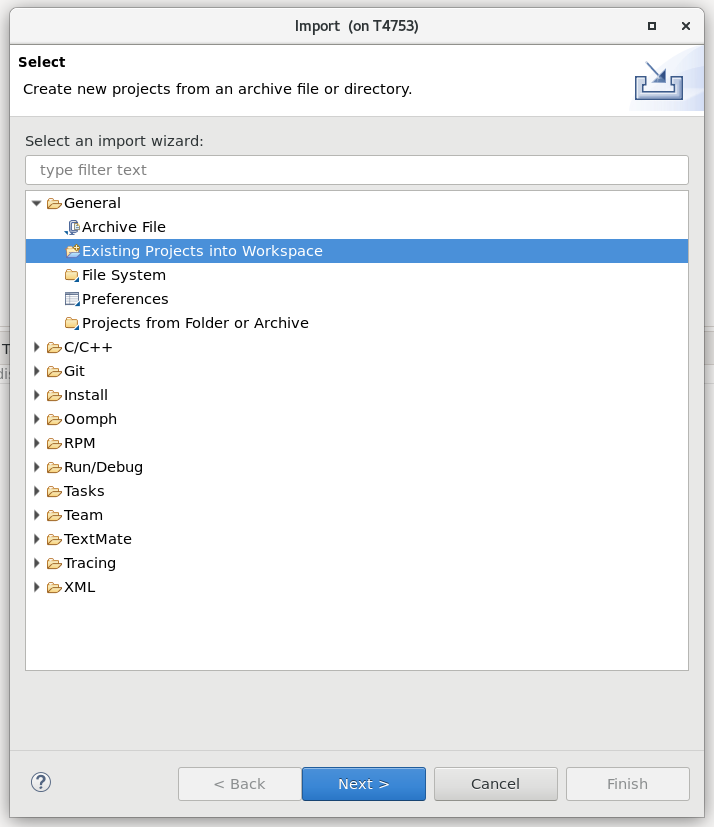 Import (on T4753)
Select
Create new projects from an archive file or directory.
Select an import wizard:
type filter text
General
Archive File
Existing Projects into Workspace
File System
Preferences
Projects from Folder or Archive
C/C++
Git
Install
Oomph
RPM
Run/Debug
Tasks
Team
TextMate
Tracing
XML
< Back
Next >
Cancel
Finish